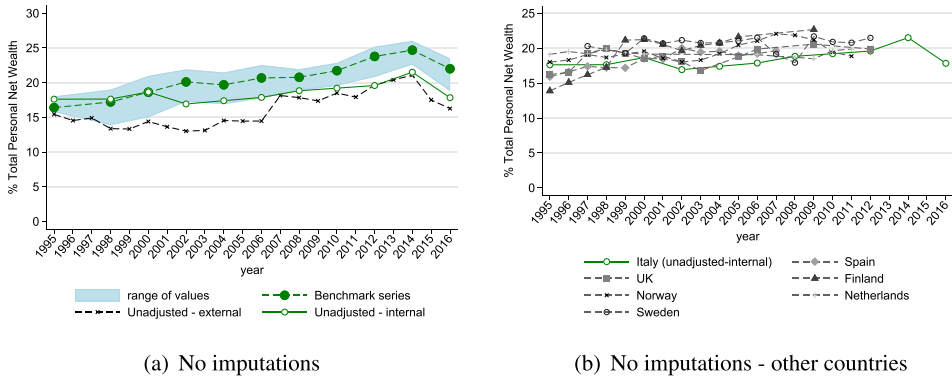 % Total Personal Net Wealth
30
25
20
15
10
5
0
1995 1996 1997 1998 1999 2000 2001 2002 2003 2004 2005 2006 2007 2008 2009 2010 2011 2012 2013 2014 2015 2016
year
range of values Benchmark series
Unadjusted - external Unadjusted - internal
(a) No imputations
% Total Personal Net Wealth
25
20
15
10
5
0
1995 1996 1997 1998 1999 2000 2001 2002 2003 2004 2005 2006 2007 2008 2009 2010 2011 2012 2013 2014 2015 2016
year
Italy (unadjusted-internal) Spain
UK Finland
Norway Netherlands
Sweden
(b) No imputations - other countries